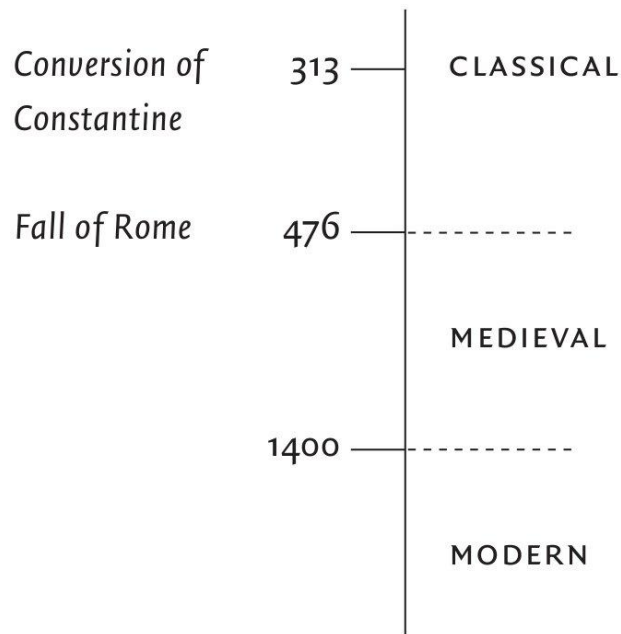 Conversion of 313 CLASSICAL
Constantine
Fall of Rome 476
MEDIEVAL
1400
MODERN